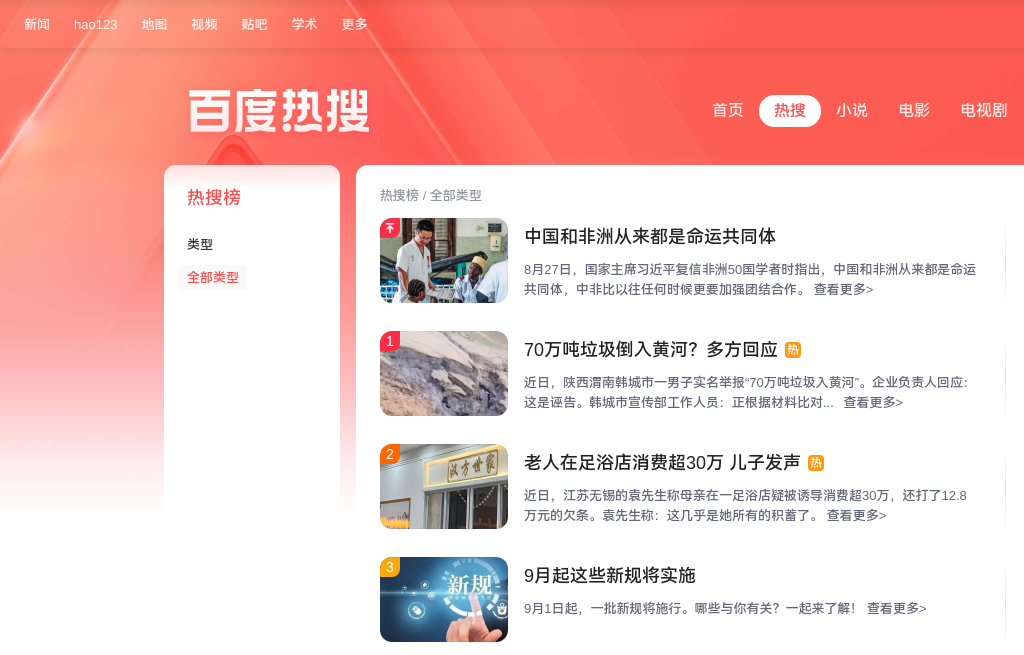 新闻 hao123 地图 视频 贴吧 学术 更多
百度热搜
首页 热搜 小说 电影 电视剧
热搜榜
类型
全部类型
热搜榜 / 全部类型
中国和非洲从来都是命运共同体
8月27日，国家主席习近平复信非洲50国学者时指出，中国和非洲从来都是命运
共同体，中非比以往任何时候更要加强团结合作。 查看更多>
1
70万吨垃圾倒入黄河？多方回应 热
近日，陕西渭南韩城市一男子实名举报“70万吨垃圾入黄河”。企业负责人回应：
这是诬告。韩城市宣传部工作人员：正根据材料比对... 查看更多>
2
汉方世家
老人在足浴店消费超30万 儿子发声 热
近日，江苏无锡的袁先生称母亲在一足浴店疑被诱导消费超30万，还打了12.8
万元的欠条。袁先生称：这几乎是她所有的积蓄了。 查看更多>
3
新规
9月起这些新规将实施
9月1日起，一批新规将施行。哪些与你有关？一起来了解！ 查看更多>